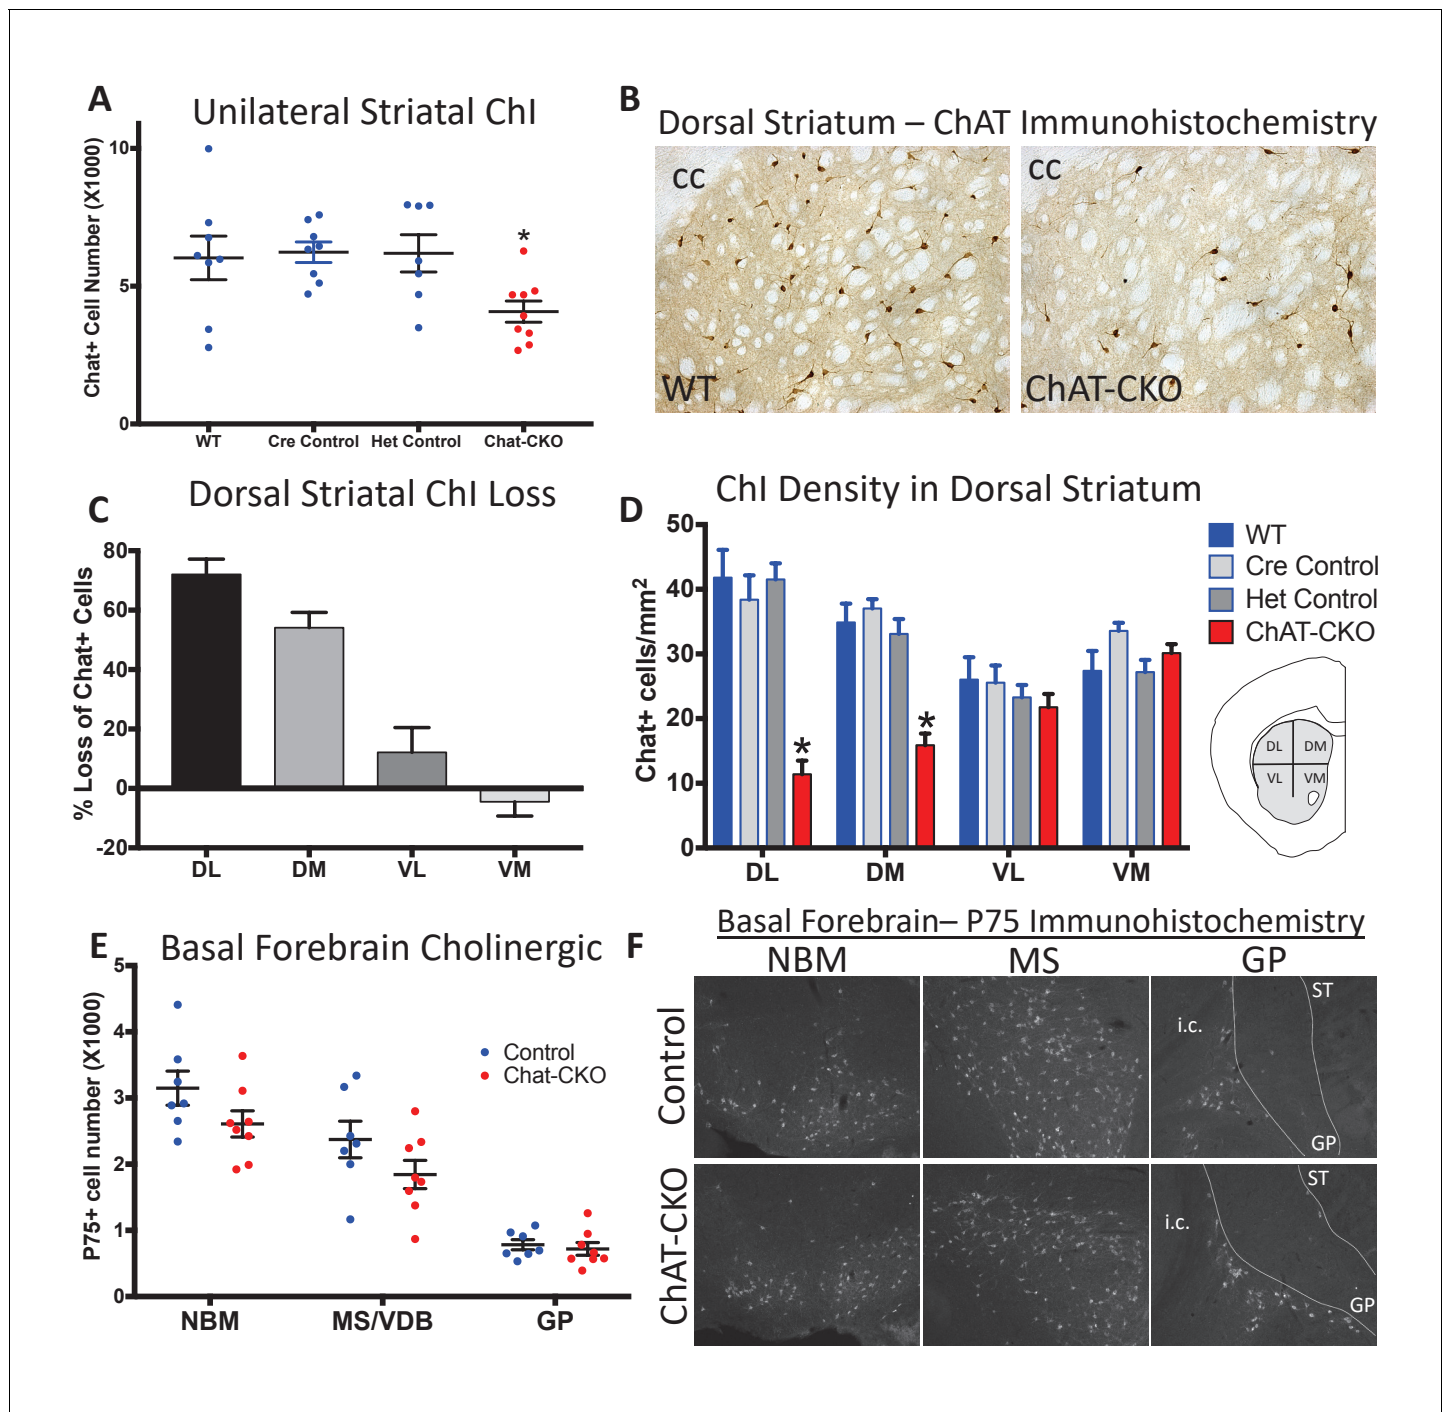 A
Unilateral Striatal ChI
Chat+ Cell Number (X1000)
10
5
0
WT
Cre Control
Het Control
Chat-CKO
*
B
Dorsal Striatum – ChAT Immunohistochemistry
cc
WT
cc
ChAT-CKO
C
Dorsal Striatal ChI Loss
% Loss of Chat+ Cells
80
60
40
20
0
-20
DL
DM
VL
VM
D
ChI Density in Dorsal Striatum
Chat+ cells/mm2
50
40
30
20
10
0
*
*
DL
DM
VL
VM
WT
Cre Control
Het Control
ChAT-CKO
DL
DM
VL
VM
E
Basal Forebrain Cholinergic
P75+ cell number (X1000)
5
4
3
2
1
0
Control
Chat-CKO
NBM
MS/VDB
GP
F
Basal Forebrain– P75 Immunohistochemistry
NBM
MS
GP
Control
ChAT-CKO
ST
i.c.
GP
ST
i.c.
GP